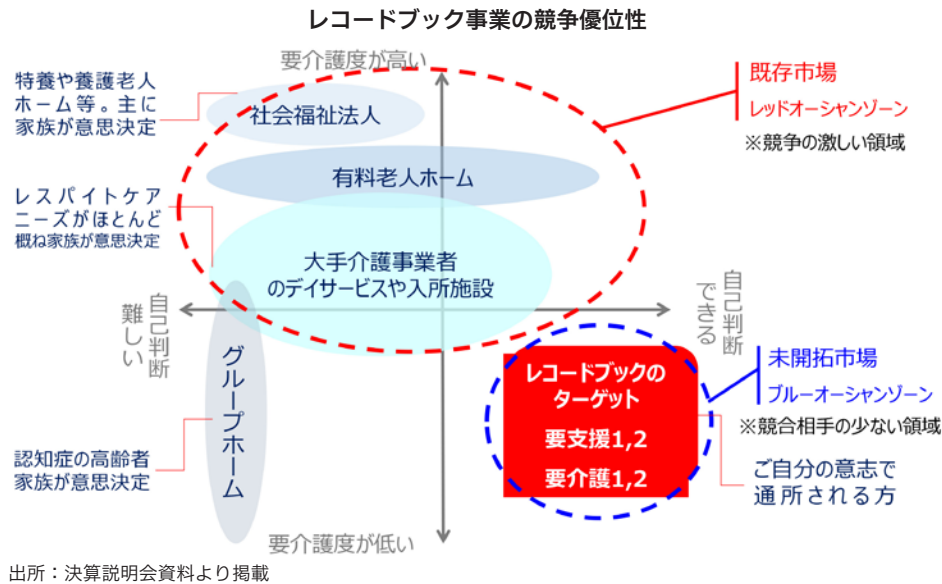 レコードブック事業の競争優位性
要介護度が高い
特養や養護老人
ホーム等。主に
家族が意思決定
社会福祉法人
既存市場
レッドオーシャンゾーン
※競争の激しい領域
有料老人ホーム
レスパイトケア
ニーズがほとんど
概ね家族が意思決定
大手介護事業者
のデイサービスや入所施設
自己判断
難しい
自己判断
できる
グループホーム
認知症の高齢者
家族が意思決定
レコードブックの
ターゲット
要支援1,2
要介護1,2
未開拓市場
ブルーオーシャンゾーン
※競合相手の少ない領域
ご自分の意志で
通所される方
要介護度が低い
出所：決算説明会資料より掲載